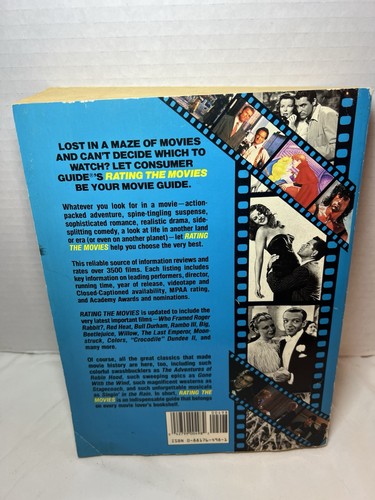 LOST IN A MAZE OF MOVIES
AND CAN'T DECIDE WHICH TO
WATCH? LET CONSUMER
GUIDE®'S RATING THE MOVIES
BE YOUR MOVIE GUIDE.
Whatever you look for in a movie—action-
packed adventure, spine-tingling suspense,
sophisticated romance, realistic drama, side-
splitting comedy, a look at life in another land
or era (or even on another planet)—let RATING
THE MOVIES help you choose the very best.
This reliable source of information reviews and
rates over 3500 films. Each listing includes
key information on leading performers, director,
running time, year of release, videotape and
Closed-Captioned availability, MPAA rating,
and Academy Awards and nominations.
RATING THE MOVIES is updated to include the
very latest important films—Who Framed Roger
Rabbit?, Red Heat, Bull Durham, Rambo III, Big,
Beetlejuice, Willow, The Last Emperor, Moon-
struck, Colors, "Crocodile" Dundee II, and
many more.
Of course, all the great classics that made
movie history are here, too, including such
colorful swashbucklers as The Adventures of
Robin Hood, such sweeping epics as Gone
With the Wind, such significant westerns as
Stagecoach, and such unforgettable musicals
as Singin' in the Rain. In short, RATING THE
MOVIES is an indispensable guide that belongs
on every movie lover's bookshelf.
ISBN 0-88176-498-1